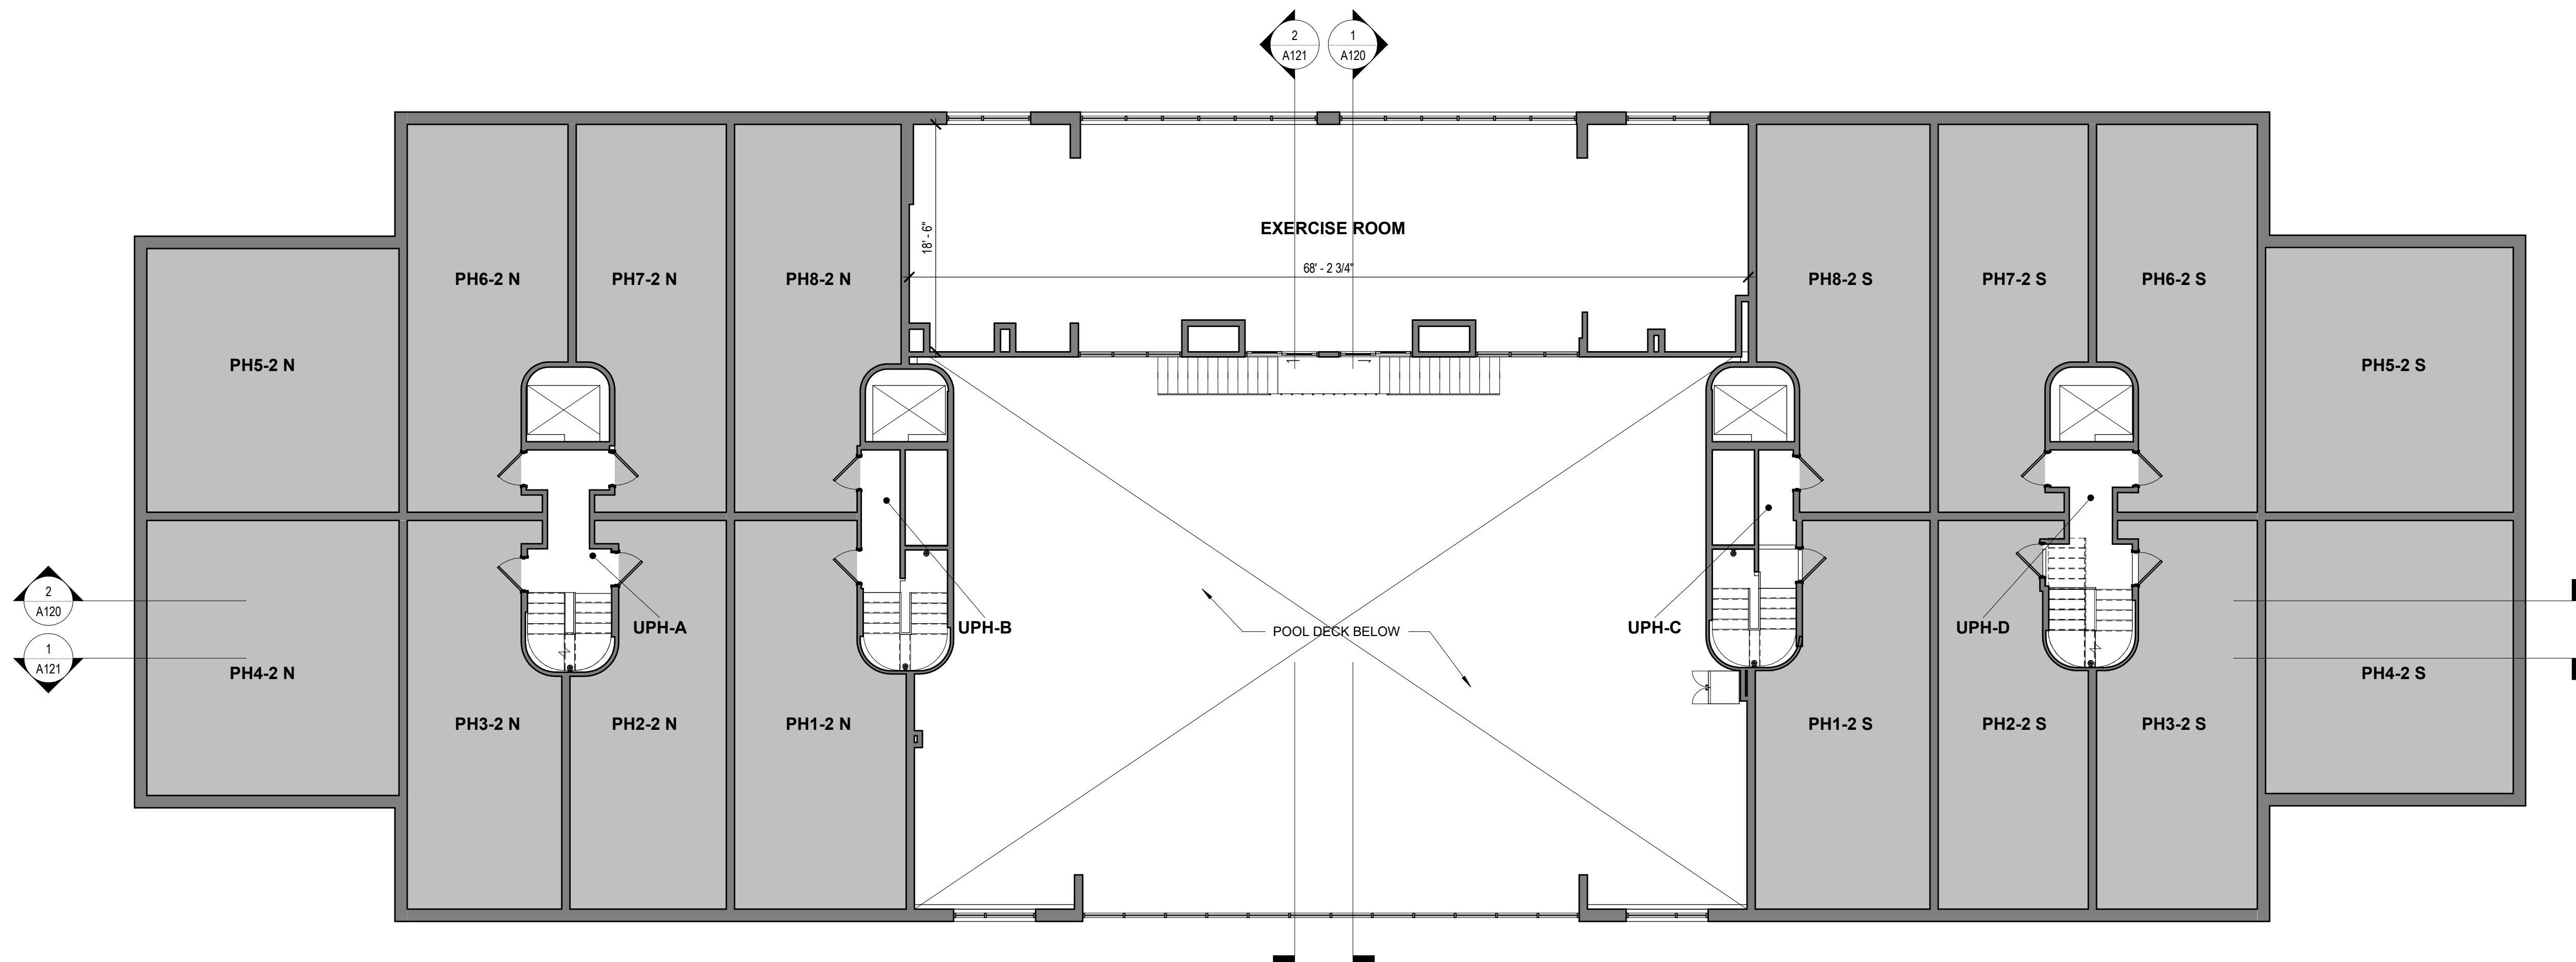 2
A121
1
A120
EXERCISE ROOM
18' - 6"
68' - 2 3/4"
PH6-2 N
PH7-2 N
PH8-2 N
PH8-2 S
PH7-2 S
PH6-2 S
PH5-2 N
PH5-2 S
2
A120
1
A121
UPH-A
UPH-B
POOL DECK BELOW
UPH-C
UPH-D
PH4-2 N
PH4-2 S
PH3-2 N
PH2-2 N
PH1-2 N
PH1-2 S
PH2-2 S
PH3-2 S